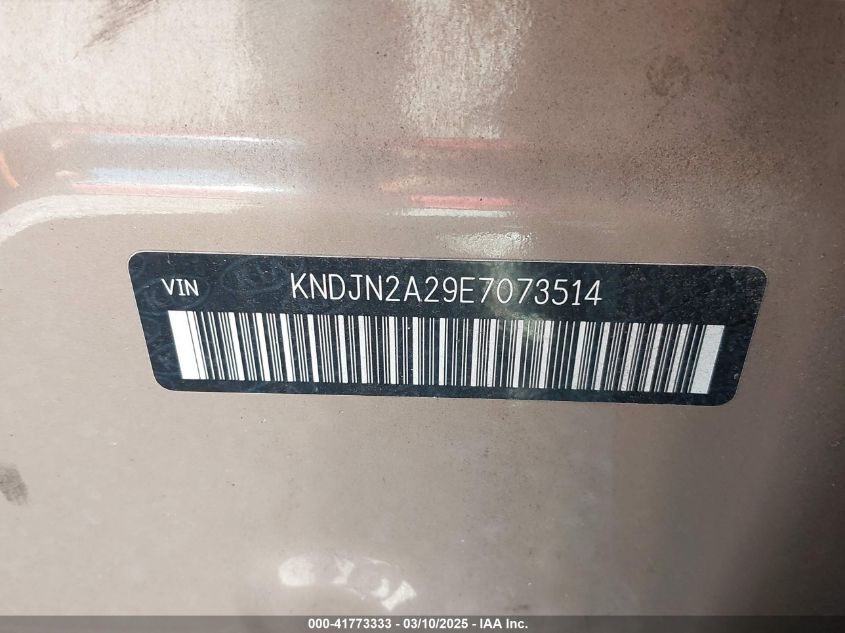 VIN KNDJN2A29E7073514
000-41773333 — 03/10/2025 — IAA Inc.